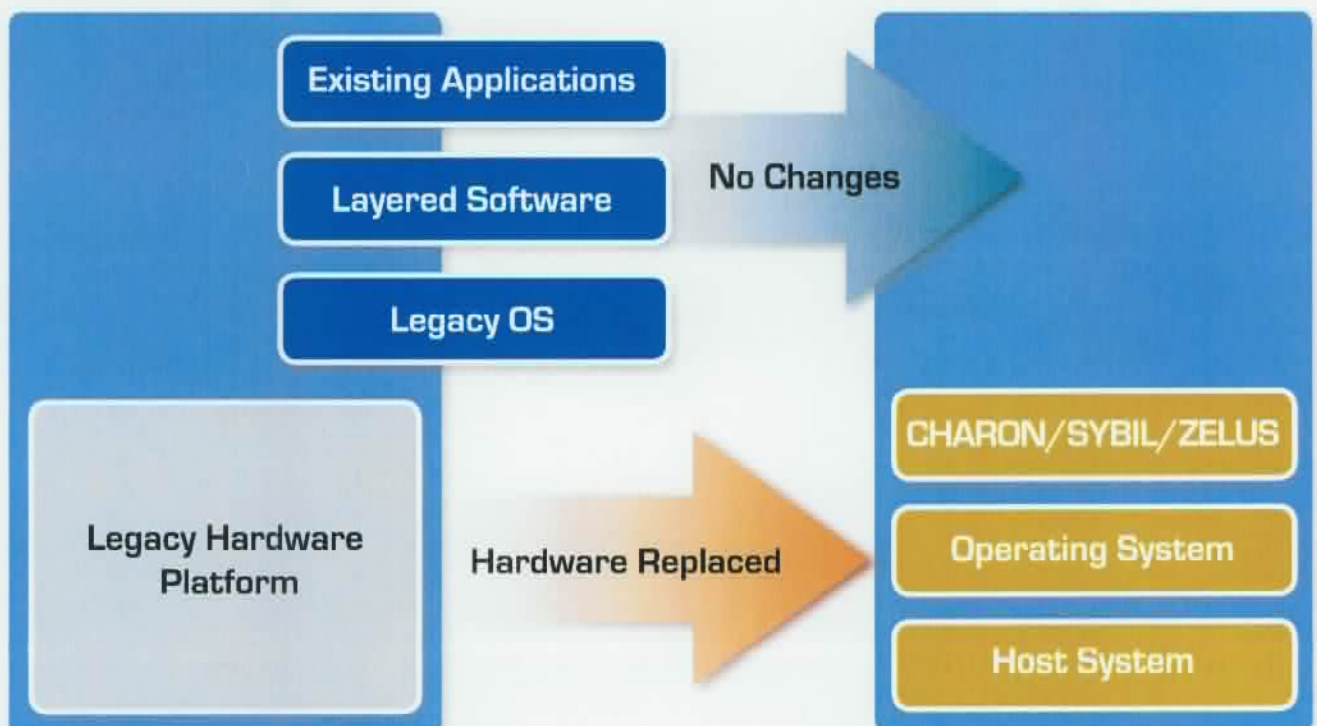 Existing Applications
Layered Software
Legacy OS
No Changes
Legacy Hardware
Platform
Hardware Replaced
CHARON/SYBIL/ZELUS
Operating System
Host System